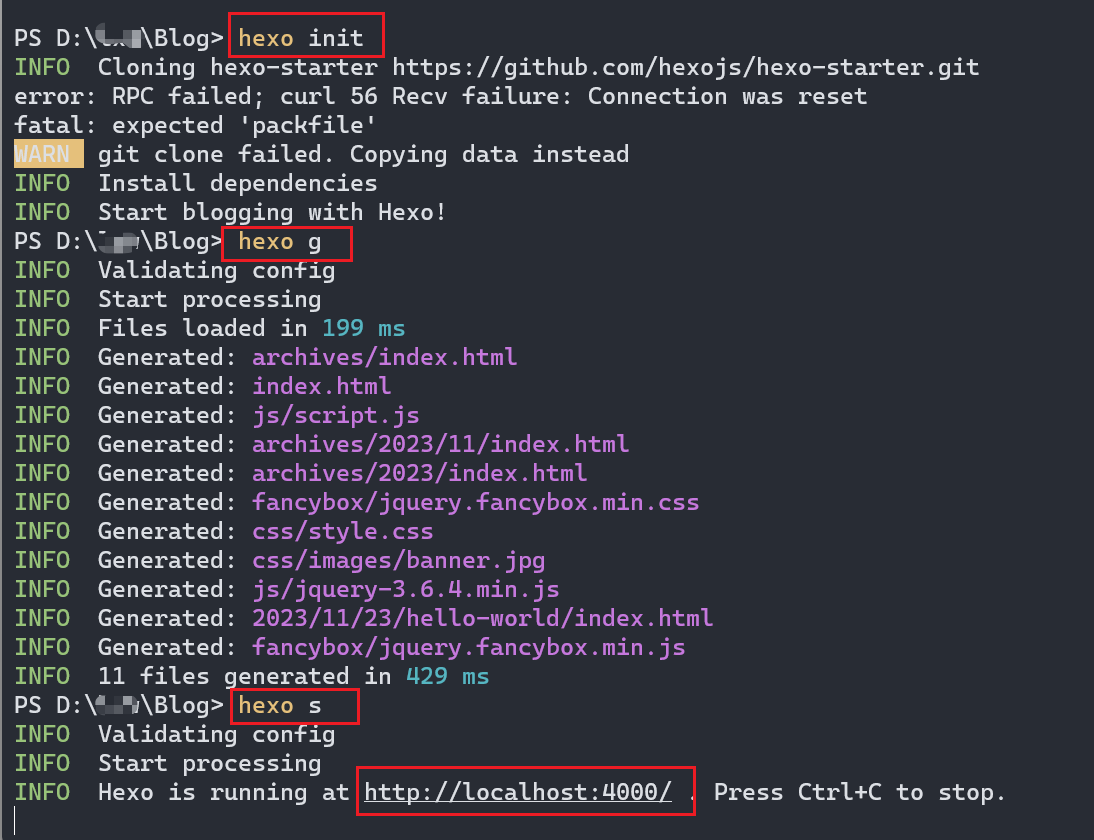 PS D:\\Blog> hexo init
INFO  Cloning hexo-starter https://github.com/hexojs/hexo-starter.git
error: RPC failed; curl 56 Recv failure: Connection was reset
fatal: expected 'packfile'
WARN  git clone failed. Copying data instead
INFO  Install dependencies
INFO  Start blogging with Hexo!
PS D:\\Blog> hexo g
INFO  Validating config
INFO  Start processing
INFO  Files loaded in 199 ms
INFO  Generated: archives/index.html
INFO  Generated: index.html
INFO  Generated: js/script.js
INFO  Generated: archives/2023/11/index.html
INFO  Generated: archives/2023/index.html
INFO  Generated: fancybox/jquery.fancybox.min.css
INFO  Generated: css/style.css
INFO  Generated: css/images/banner.jpg
INFO  Generated: js/jquery-3.6.4.min.js
INFO  Generated: 2023/11/23/hello-world/index.html
INFO  Generated: fancybox/jquery.fancybox.min.js
INFO  11 files generated in 429 ms
PS D:\\Blog> hexo s
INFO  Validating config
INFO  Start processing
INFO  Hexo is running at http://localhost:4000/ . Press Ctrl+C to stop.